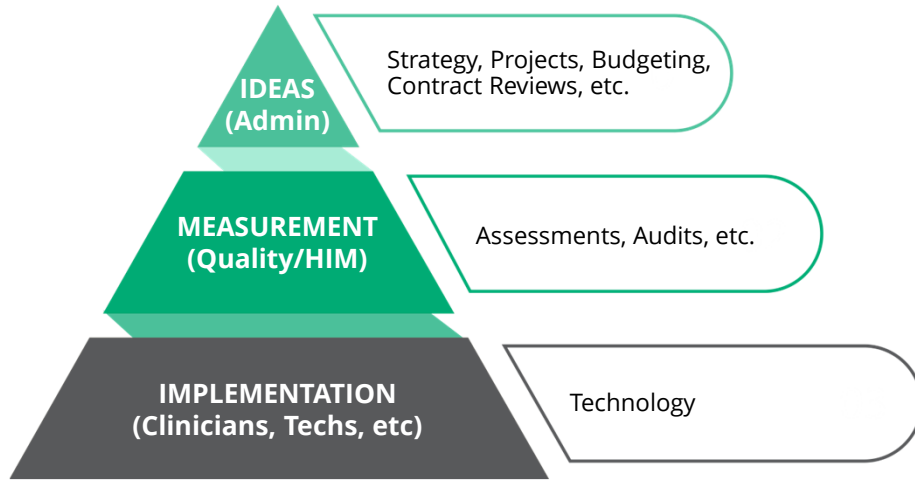 IDEAS
(Admin)
Strategy, Projects, Budgeting,
Contract Reviews, etc.
MEASUREMENT
(Quality/HIM)
Assessments, Audits, etc.
IMPLEMENTATION
(Clinicians, Techs, etc)
Technology